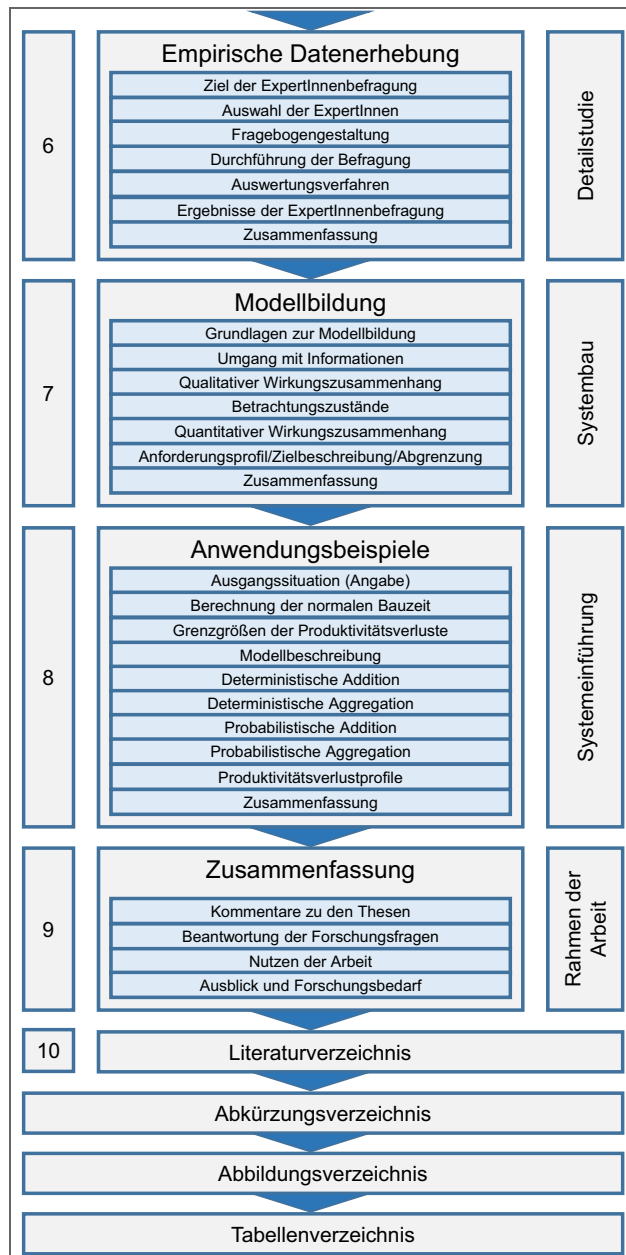 6
Empirische Datenerhebung
Ziel der ExpertInnenbefragung
Auswahl der ExpertInnen
Fragebogengestaltung
Durchführung der Befragung
Auswertungsverfahren
Ergebnisse der ExpertInnenbefragung
Zusammenfassung
Detailstudie
7
Modellbildung
Grundlagen zur Modellbildung
Umgang mit Informationen
Qualitativer Wirkungszusammenhang
Betrachtungszustände
Quantitativer Wirkungszusammenhang
Anforderungsprofil/Zielbeschreibung/Abgrenzung
Zusammenfassung
Systembau
8
Anwendungsbeispiele
Ausgangssituation (Angabe)
Berechnung der normalen Bauzeit
Grenzgrößen der Produktivitätsverluste
Modellbeschreibung
Deterministische Addition
Deterministische Aggregation
Probabilistische Addition
Probabilistische Aggregation
Produktivitätsverlustprofile
Zusammenfassung
Systemeinführung
9
Zusammenfassung
Kommentare zu den Thesen
Beantwortung der Forschungsfragen
Nutzen der Arbeit
Ausblick und Forschungsbedarf
Rahmen der
Arbeit
10
Literaturverzeichnis
Abkürzungsverzeichnis
Abbildungsverzeichnis
Tabellenverzeichnis